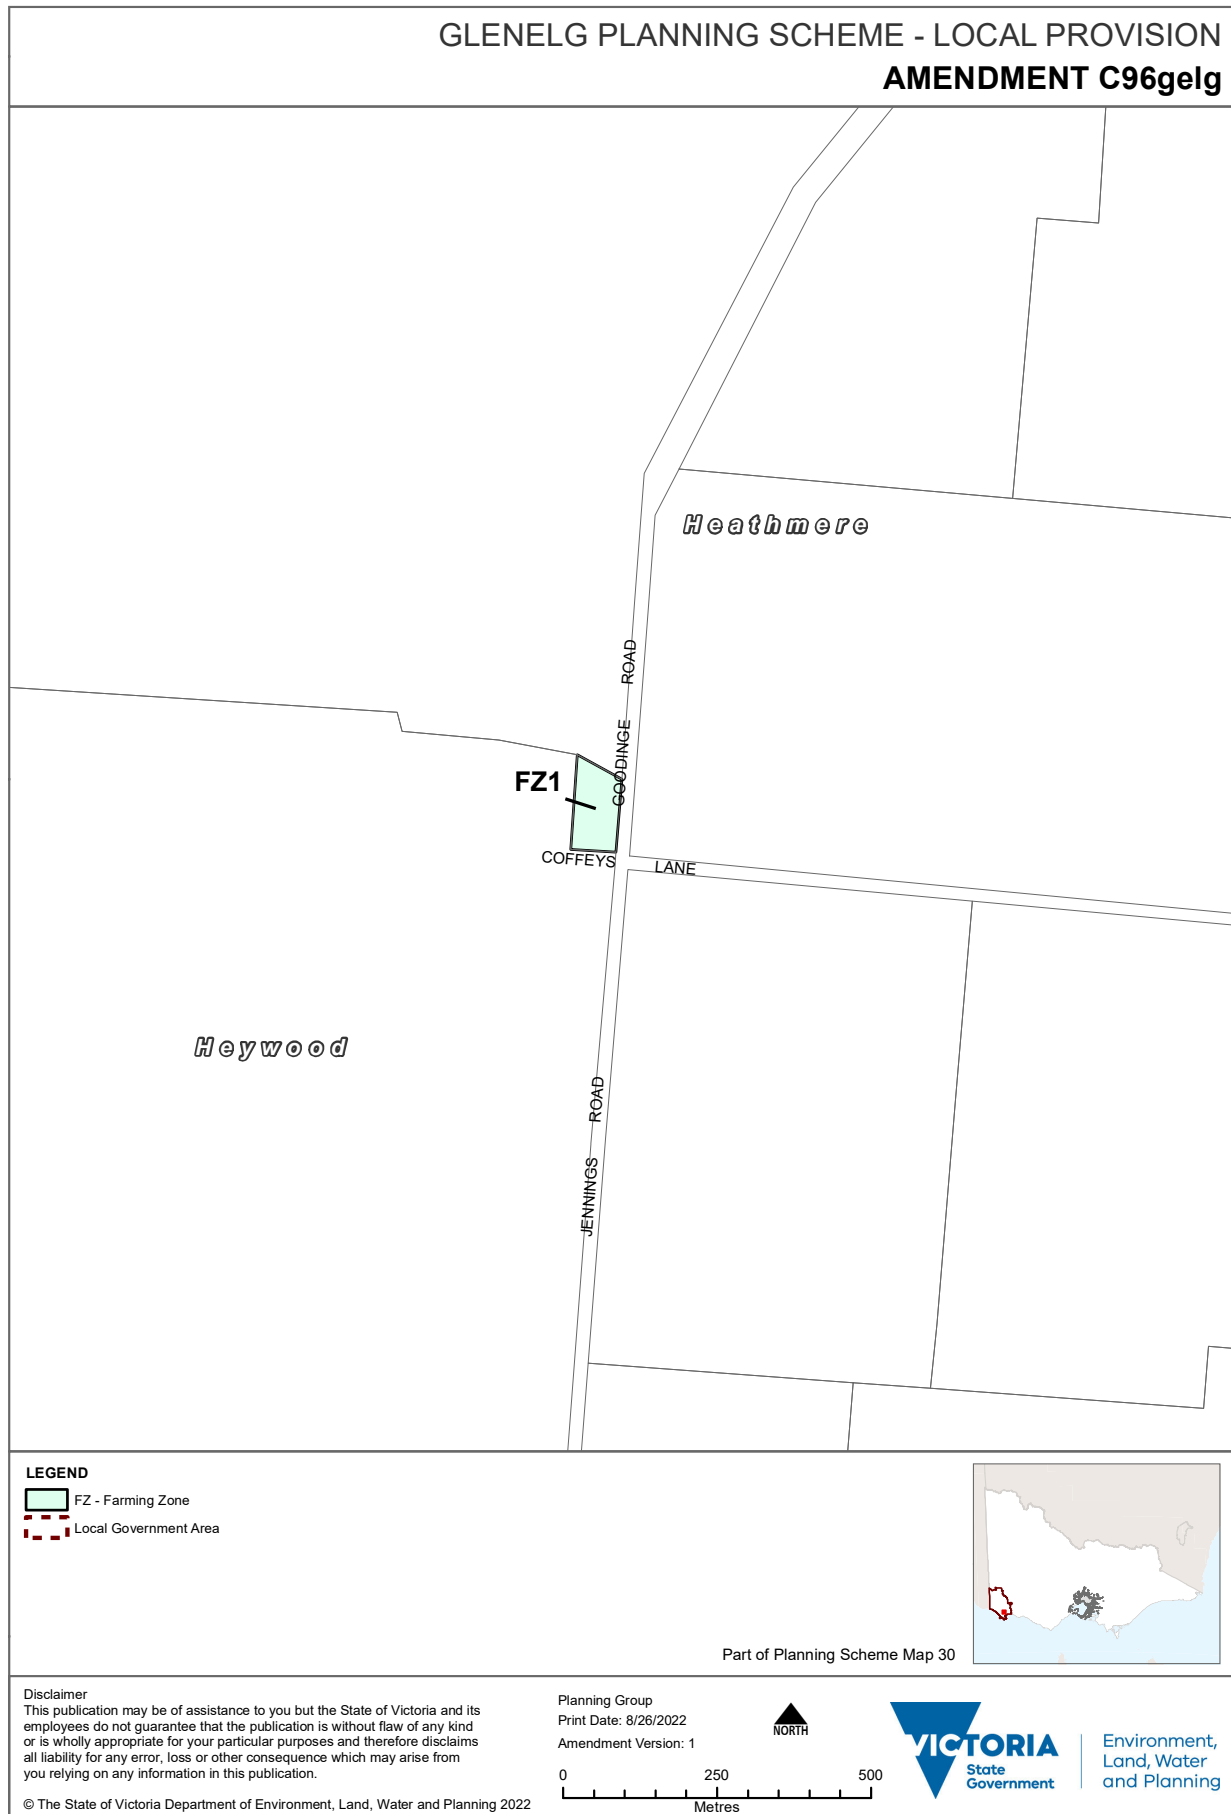 GLENELG PLANNING SCHEME - LOCAL PROVISION
AMENDMENT C96gelg
Heathmere
GOODINGE ROAD
FZ1
COFFEYS LANE
Heywood
JENNINGS ROAD
LEGEND
FZ - Farming Zone
Local Government Area
Part of Planning Scheme Map 30
Disclaimer
This publication may be of assistance to you but the State of Victoria and its
employees do not guarantee that the publication is without flaw of any kind
or is wholly appropriate for your particular purposes and therefore disclaims
all liability for any error, loss or other consequence which may arise from
you relying on any information in this publication.
© The State of Victoria Department of Environment, Land, Water and Planning 2022
Planning Group
Print Date: 8/26/2022
Amendment Version: 1
NORTH
0 250 500
Metres
VICTORIA
State
Government
Environment,
Land, Water
and Planning